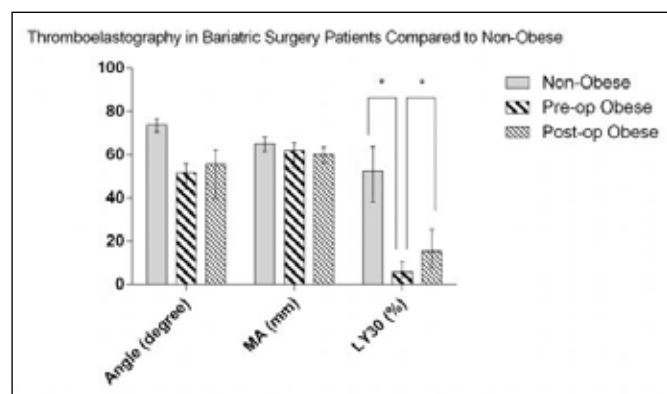 Thromboelastography in Bariatric Surgery Patients Compared to Non-Obese
100
80
60
40
20
0
* *
Non-Obese
Pre-op Obese
Post-op Obese
Angle (degree)
MA (mm)
LY30 (%)